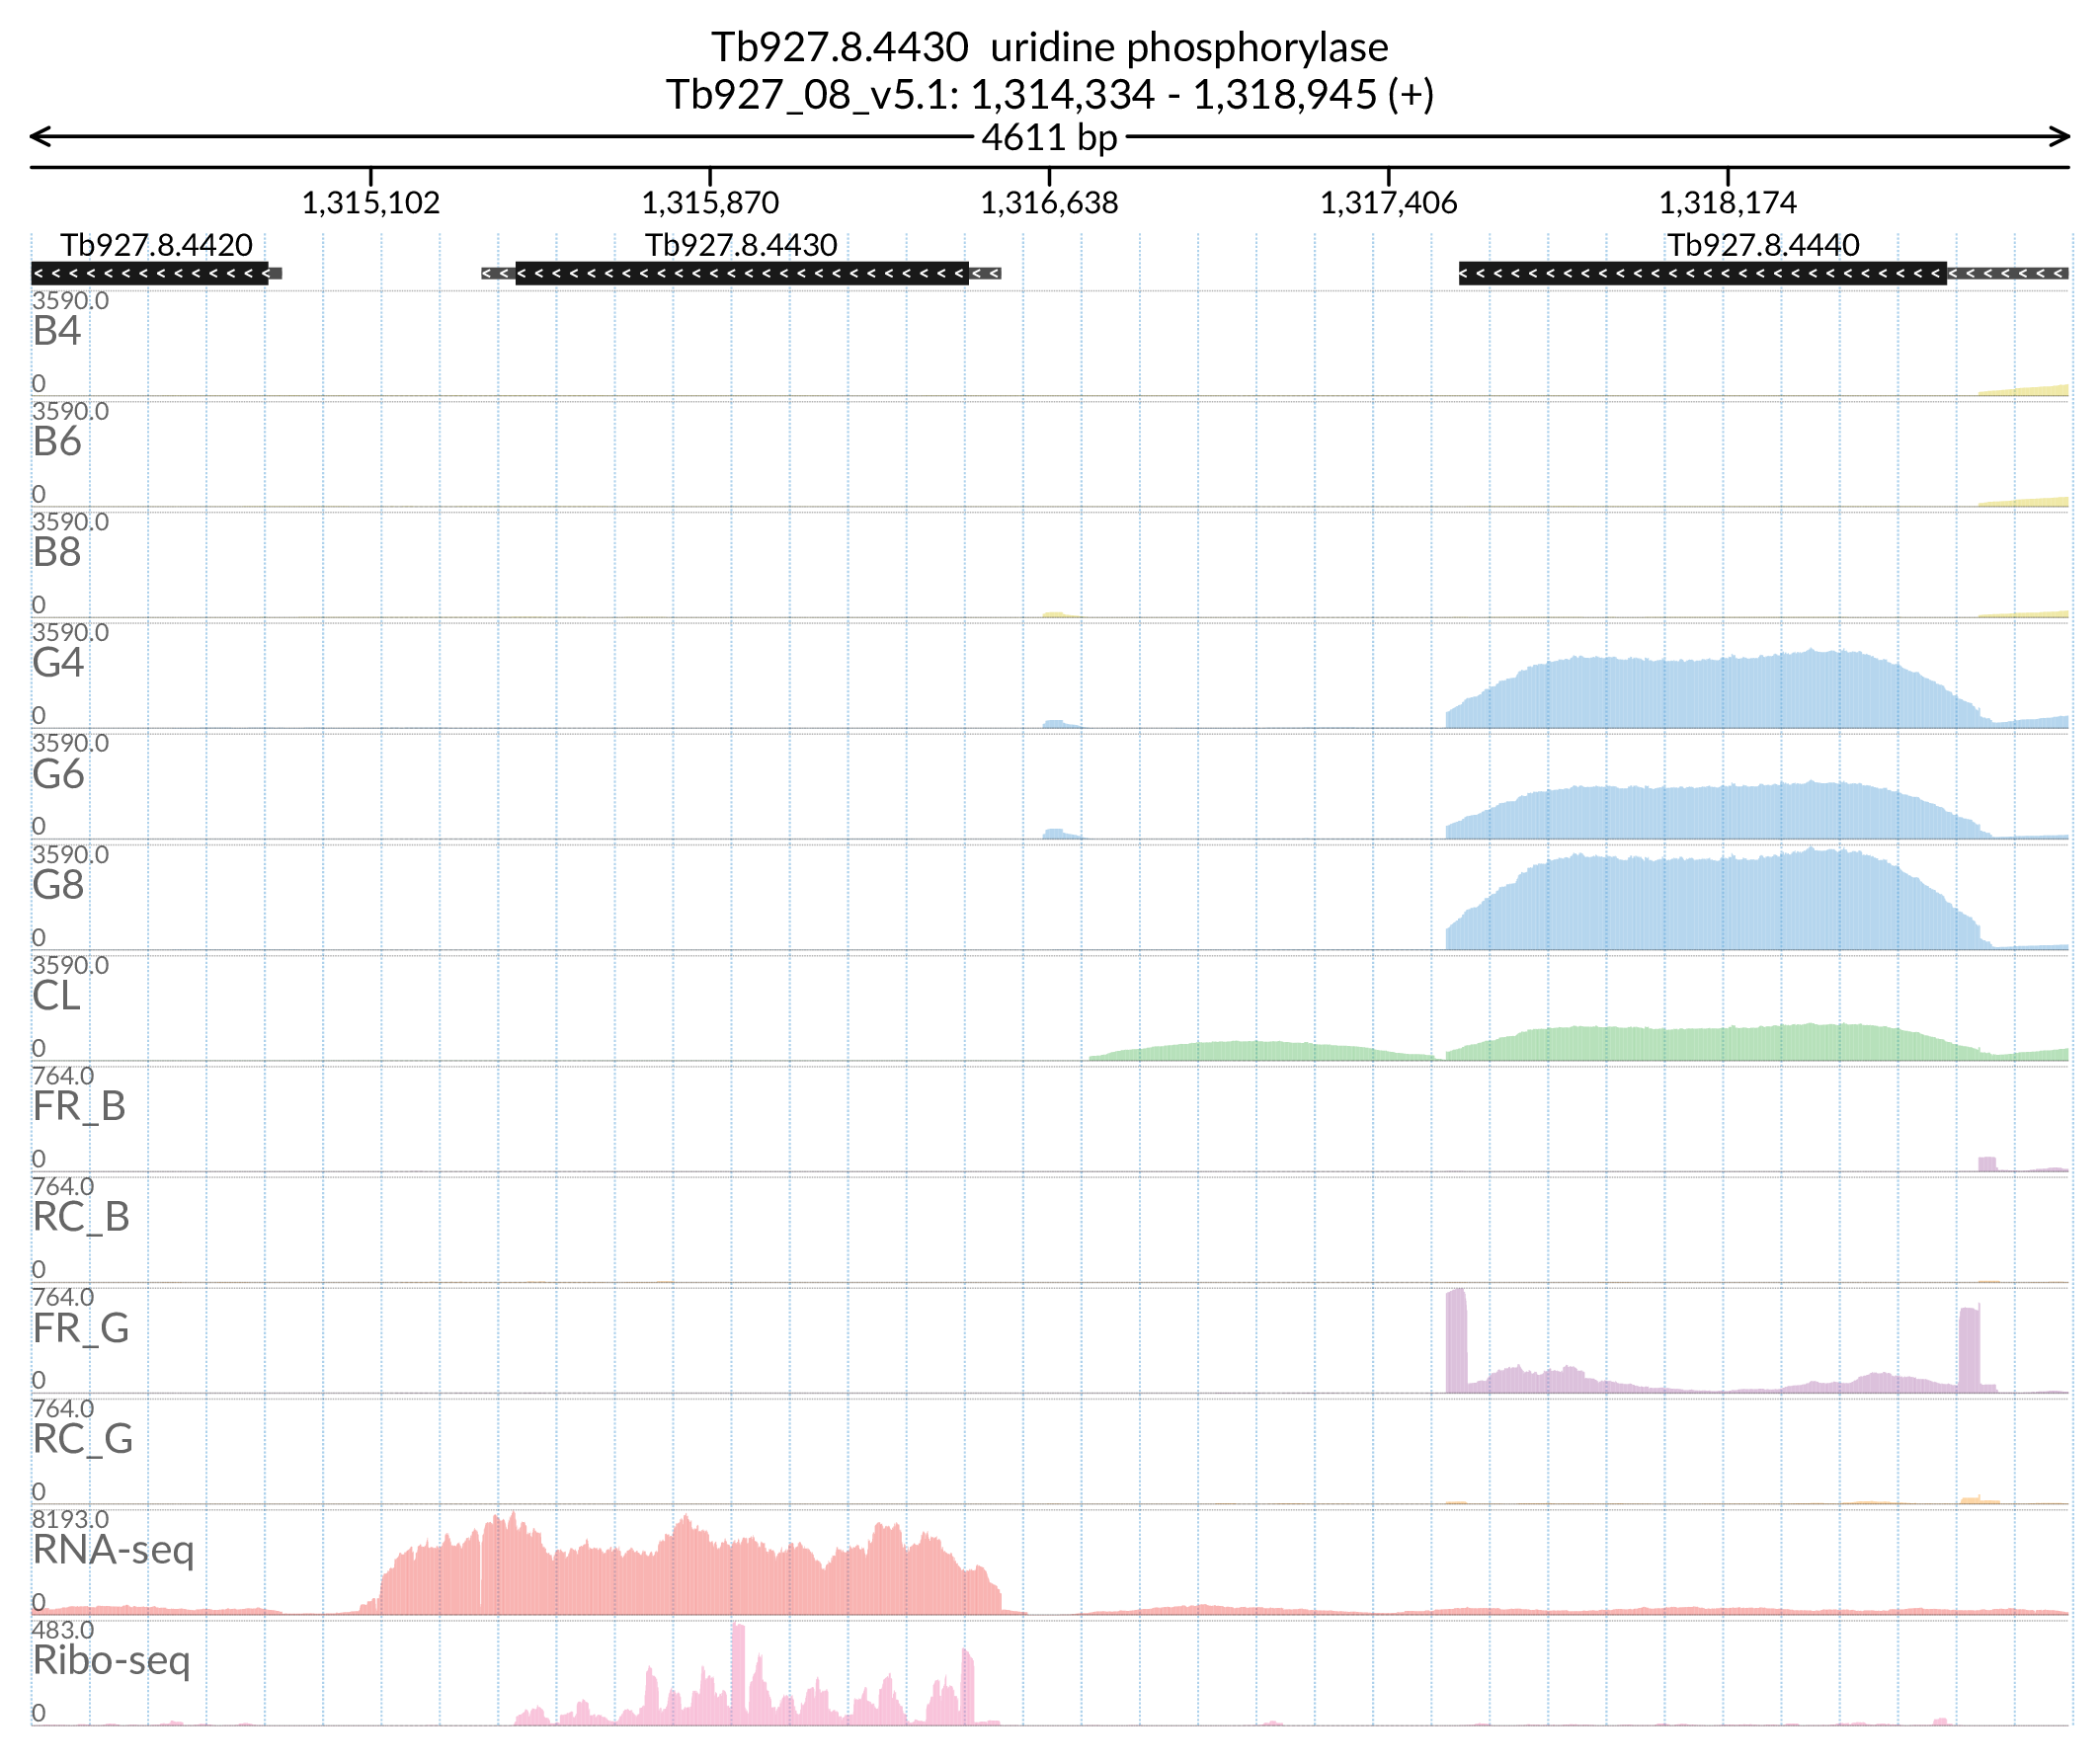 Tb927.8.4430 uridine phosphorylase
Tb927_08_v5.1: 1,314,334 - 1,318,945 (+)
4611 bp
1,315,102 1,315,870 1,316,638 1,317,406 1,318,174
Tb927.8.4420 Tb927.8.4430 Tb927.8.4440
3590.0
B4
0
3590.0
B6
0
3590.0
B8
0
3590.0
G4
0
3590.0
G6
0
3590.0
G8
0
3590.0
CL
0
764.0
FR_B
0
764.0
RC_B
0
764.0
FR_G
0
764.0
RC_G
0
8193.0
RNA-seq
0
483.0
Ribo-seq
0